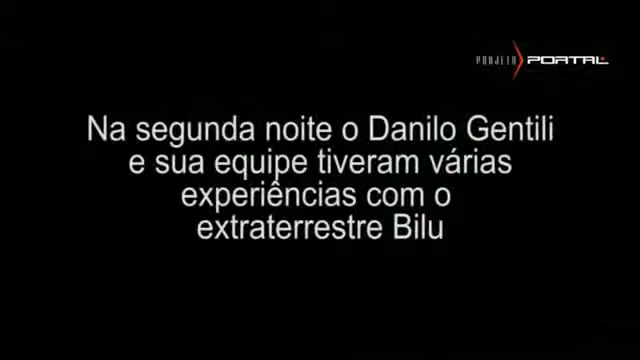 PROJETO PORTAL
Na segunda noite o Danilo Gentili
e sua equipe tiveram várias
experiências com o
extraterrestre Bilu